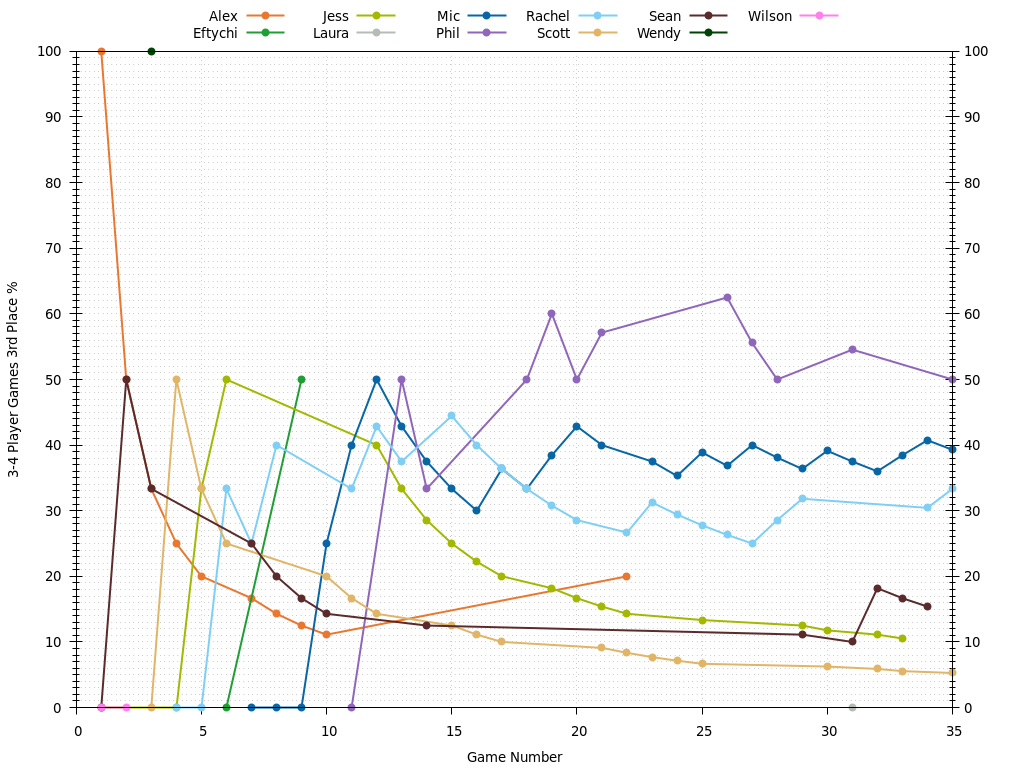 Alex Jess Mic Rachel Sean Wilson
Eftychi Laura Phil Scott Wendy
100 100
90 90
80 80
70 70
60 60
50 50
40 40
30 30
20 20
10 10
0 0
3-4 Player Games 3rd Place %
0 5 10 15 20 25 30 35
Game Number